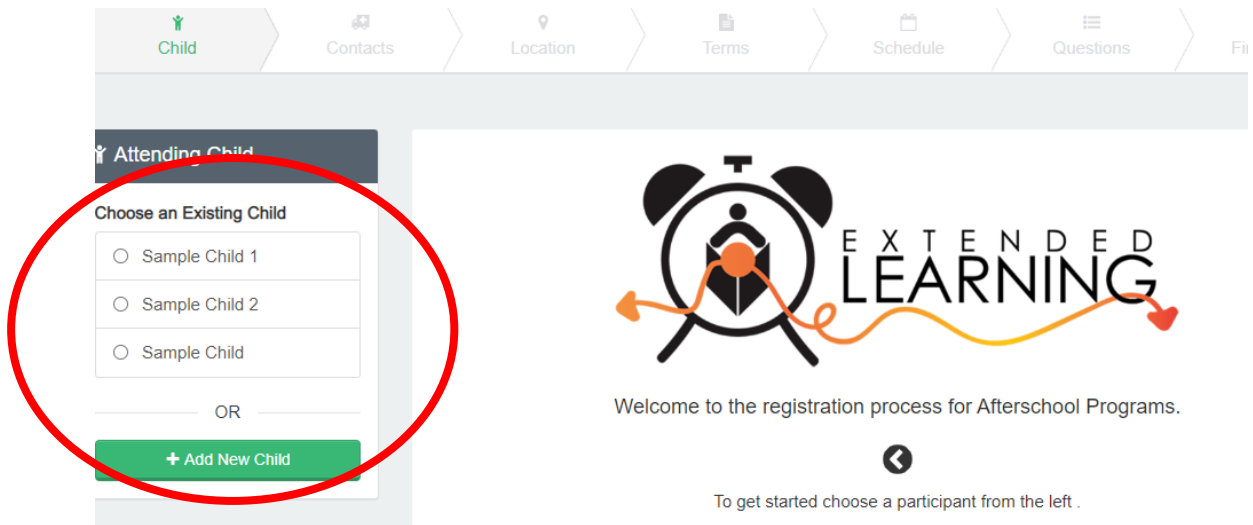 Child
Contacts
Location
Terms
Schedule
Questions
Attending Child
Choose an Existing Child
Sample Child 1
Sample Child 2
Sample Child
OR
+ Add New Child
EXTENDED
LEARNING
Welcome to the registration process for Afterschool Programs.
To get started choose a participant from the left .